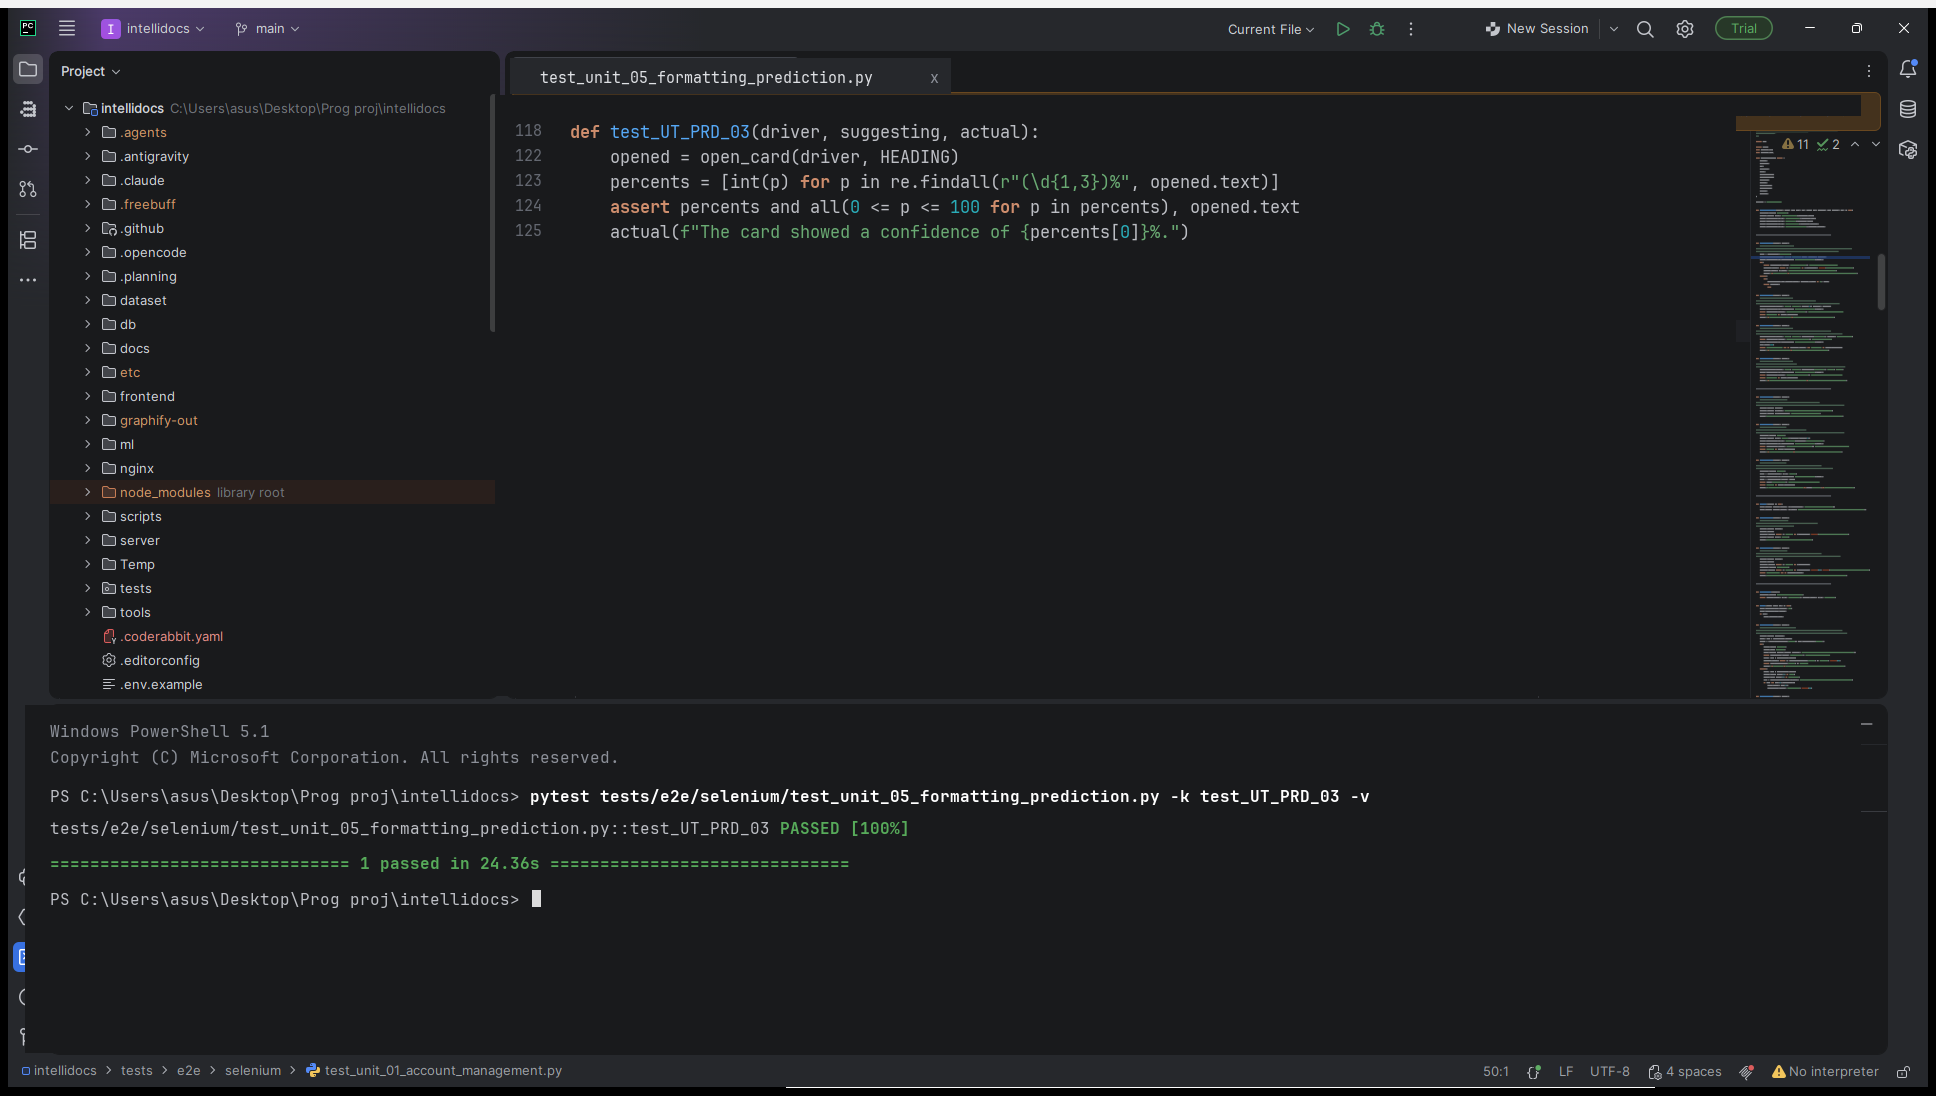 PC
I intellidocs main Current File New Session Trial
Project
test_unit_05_formatting_prediction.py x
intellidocs C:\Users\asus\Desktop\Prog proj\intellidocs
.agents
.antigravity
.claude
.freebuff
.github
.opencode
.planning
dataset
db
docs
etc
frontend
graphify-out
ml
nginx
node_modules library root
scripts
server
Temp
tests
tools
.coderabbit.yaml
.editorconfig
.env.example
118 def test_UT_PRD_03(driver, suggesting, actual):
122 opened = open_card(driver, HEADING)
123 percents = [int(p) for p in re.findall(r"(\d{1,3})%", opened.text)]
124 assert percents and all(0 <= p <= 100 for p in percents), opened.text
125 actual(f"The card showed a confidence of {percents[0]}%.")
11 2
Windows PowerShell 5.1
Copyright (C) Microsoft Corporation. All rights reserved.
PS C:\Users\asus\Desktop\Prog proj\intellidocs> pytest tests/e2e/selenium/test_unit_05_formatting_prediction.py -k test_UT_PRD_03 -v
tests/e2e/selenium/test_unit_05_formatting_prediction.py::test_UT_PRD_03 PASSED [100%]
============================== 1 passed in 24.36s ==============================
PS C:\Users\asus\Desktop\Prog proj\intellidocs>
intellidocs > tests > e2e > selenium > test_unit_01_account_management.py 50:1 LF UTF-8 4 spaces No interpreter